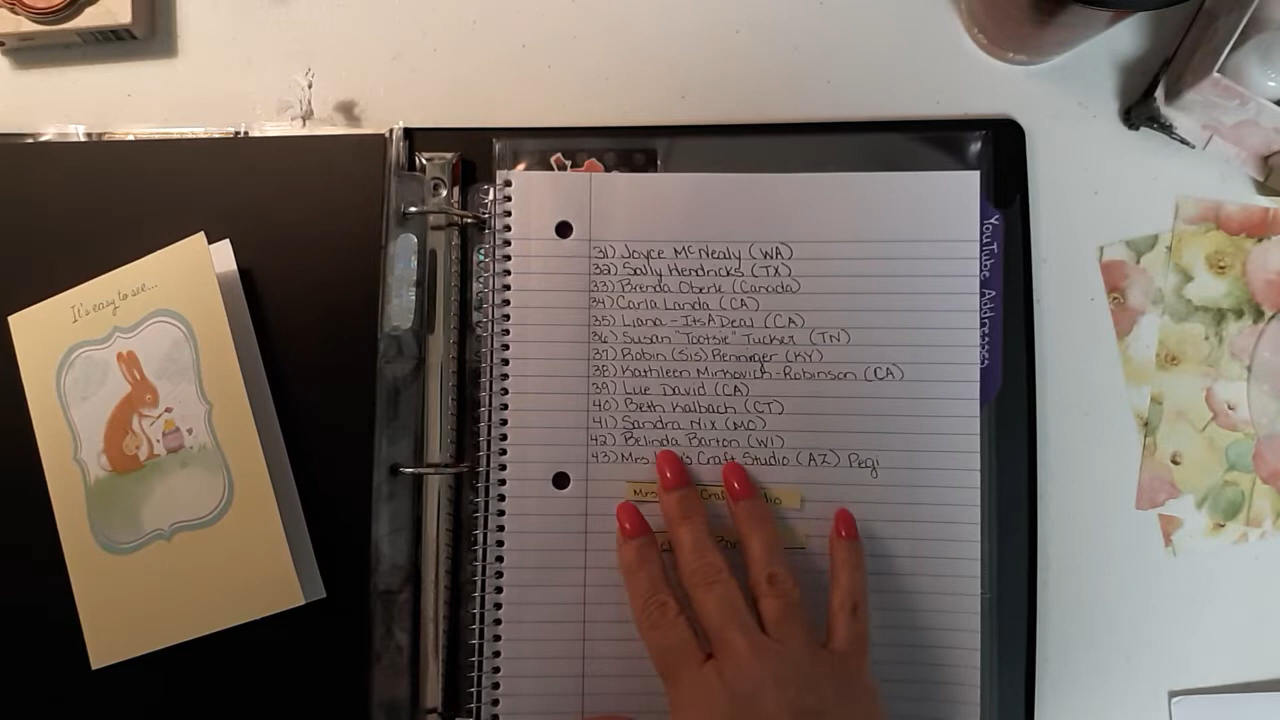 It's easy to see...
31) Joyce McNealy (WA)
32) Sally Hendricks (TX)
33) Brenda Oberle (Canada)
34) Carla Landa (CA)
35) Liana - ItsADeal (CA)
36) Susan "Tootsie" Tucker (TN)
37) Robin (Sis) Benninger (KY)
38) Kathleen Mirkovich-Robinson (CA)
39) Lue David (CA)
40) Beth Kalbach (CT)
41) Sandra Nix (MO)
42) Belinda Barton (WI)
43) Mrs Craft Studio (AZ) Pegi
Mrs Craf
YouTube Addresses